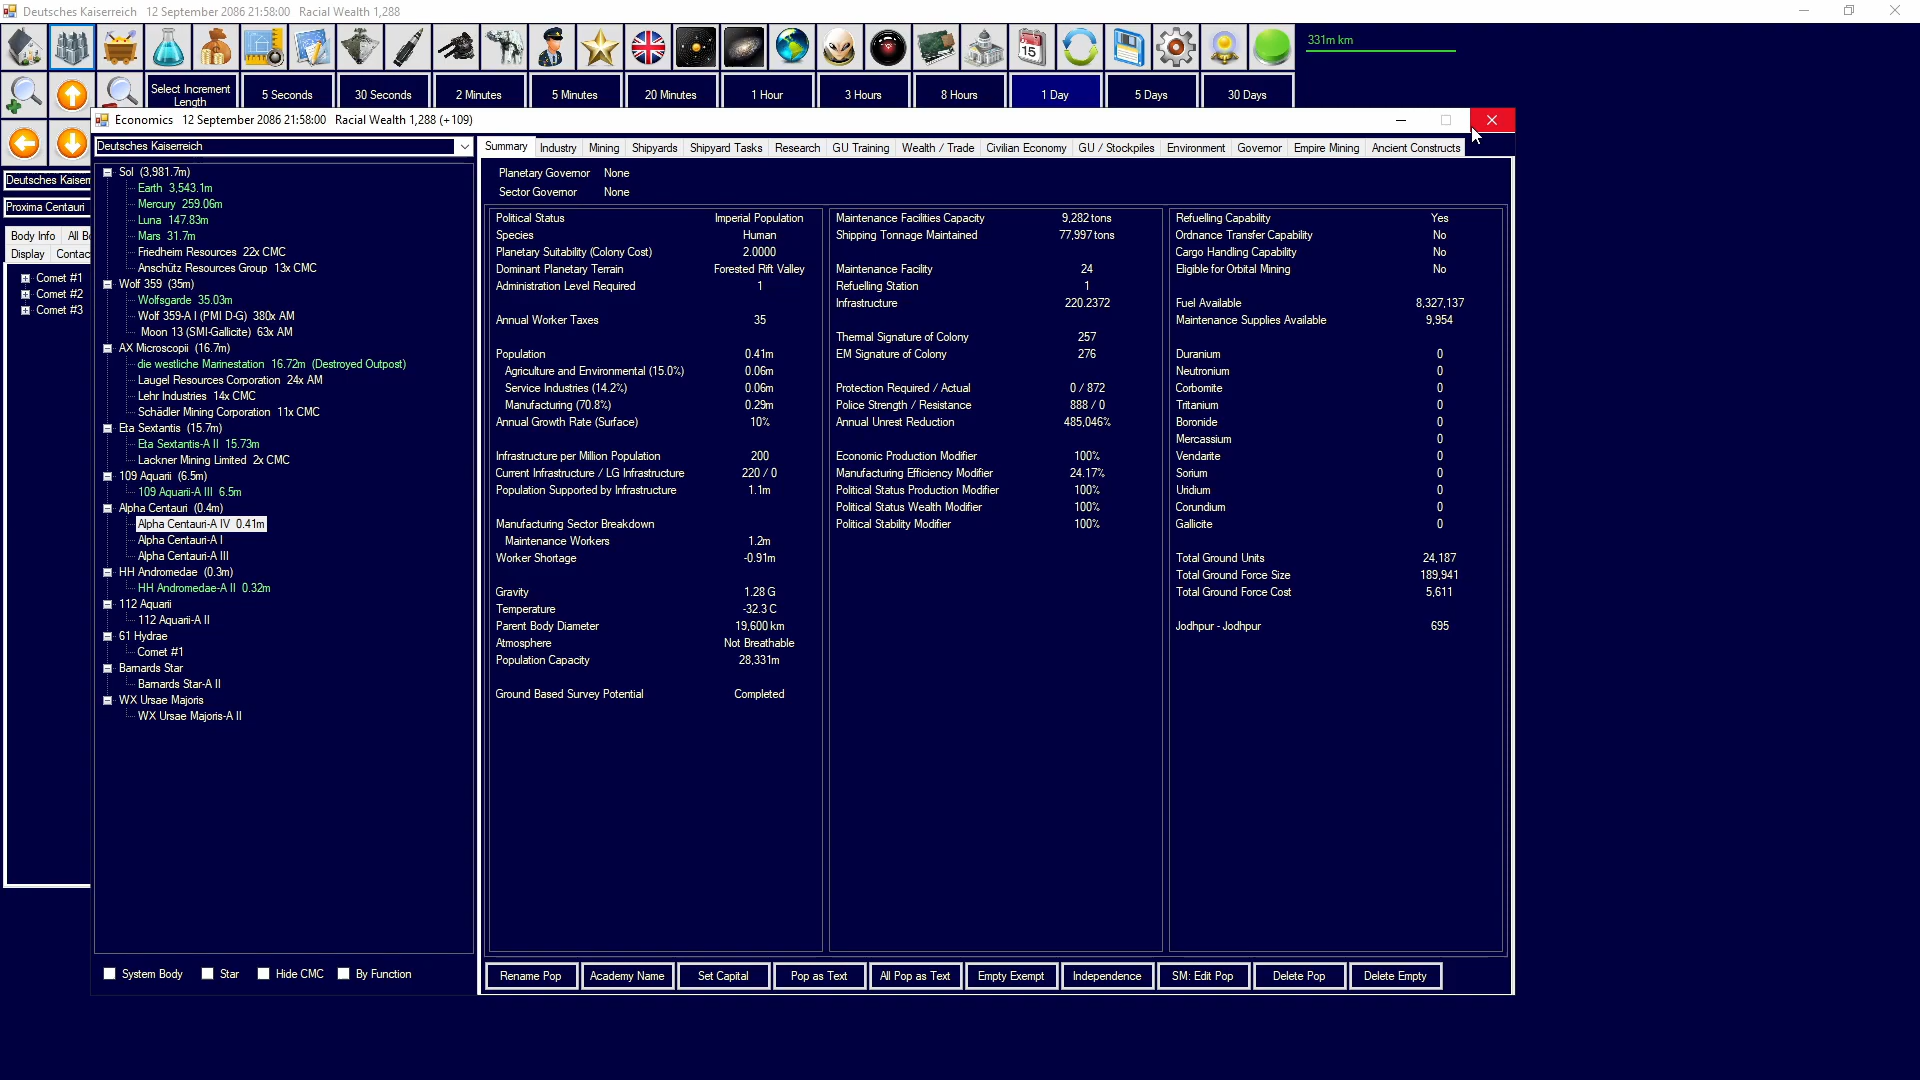 Deutsches Kaiserreich   12 September 2086 21:58:00   Racial Wealth 1,288
331m km
15
Select Increment Length
5 Seconds
30 Seconds
2 Minutes
5 Minutes
20 Minutes
1 Hour
3 Hours
8 Hours
1 Day
5 Days
30 Days
Economics   12 September 2086 21:58:00   Racial Wealth 1,288 (+109)
Deutsches Kaisem
Proxima Centauri
Body Info   All B
Display   Contac
Comet #1
Comet #2
Comet #3
Deutsches Kaiserreich
Sol  (3,981.7m)
Earth  3,543.1m
Mercury  259.06m
Luna  147.83m
Mars  31.7m
Friedheim Resources  22x CMC
Anschütz Resources Group  13x CMC
Wolf 359  (35m)
Wolfsgarde  35.03m
Wolf 359-A I (PMI D-G)  380x AM
Moon 13 (SMI-Gallicite)  63x AM
AX Microscopii  (16.7m)
die westliche Marinestation  16.72m  (Destroyed Outpost)
Laugel Resources Corporation  24x AM
Lehr Industries  14x CMC
Schädler Mining Corporation  11x CMC
Eta Sextantis  (15.7m)
Eta Sextantis-A II  15.73m
Lackner Mining Limited  2x CMC
109 Aquarii  (6.5m)
109 Aquarii-A III  6.5m
Alpha Centauri  (0.4m)
Alpha Centauri-A IV  0.41m
Alpha Centauri-A I
Alpha Centauri-A III
HH Andromedae  (0.3m)
HH Andromedae-A II  0.32m
112 Aquarii
112 Aquarii-A II
61 Hydrae
Comet #1
Barnards Star
Barnards Star-A II
WX Ursae Majoris
WX Ursae Majoris-A II
System Body   Star   Hide CMC   By Function
Summary   Industry   Mining   Shipyards   Shipyard Tasks   Research   GU Training   Wealth / Trade   Civilian Economy   GU / Stockpiles   Environment   Governor   Empire Mining   Ancient Constructs
Planetary Governor   None
Sector Governor   None
Political Status   Imperial Population
Species   Human
Planetary Suitability (Colony Cost)   2.0000
Dominant Planetary Terrain   Forested Rift Valley
Administration Level Required   1
Annual Worker Taxes   35
Population   0.41m
Agriculture and Environmental (15.0%)   0.06m
Service Industries (14.2%)   0.06m
Manufacturing (70.8%)   0.29m
Annual Growth Rate (Surface)   10%
Infrastructure per Million Population   200
Current Infrastructure / LG Infrastructure   220 / 0
Population Supported by Infrastructure   1.1m
Manufacturing Sector Breakdown
Maintenance Workers   1.2m
Worker Shortage   -0.91m
Gravity   1.28 G
Temperature   -32.3 C
Parent Body Diameter   19,600 km
Atmosphere   Not Breathable
Population Capacity   28,331m
Ground Based Survey Potential   Completed
Maintenance Facilities Capacity   9,282 tons
Shipping Tonnage Maintained   77,997 tons
Maintenance Facility   24
Refuelling Station   1
Infrastructure   220.2372
Thermal Signature of Colony   257
EM Signature of Colony   276
Protection Required / Actual   0 / 872
Police Strength / Resistance   888 / 0
Annual Unrest Reduction   485,046%
Economic Production Modifier   100%
Manufacturing Efficiency Modifier   24.17%
Political Status Production Modifier   100%
Political Status Wealth Modifier   100%
Political Stability Modifier   100%
Refuelling Capability   Yes
Ordnance Transfer Capability   No
Cargo Handling Capability   No
Eligible for Orbital Mining   No
Fuel Available   8,327,137
Maintenance Supplies Available   9,954
Duranium   0
Neutronium   0
Corbomite   0
Tritanium   0
Boronide   0
Mercassium   0
Vendarite   0
Sorium   0
Uridium   0
Corundium   0
Gallicite   0
Total Ground Units   24,187
Total Ground Force Size   189,941
Total Ground Force Cost   5,611
Jodhpur - Jodhpur   695
Rename Pop   Academy Name   Set Capital   Pop as Text   All Pop as Text   Empty Exempt   Independence   SM: Edit Pop   Delete Pop   Delete Empty